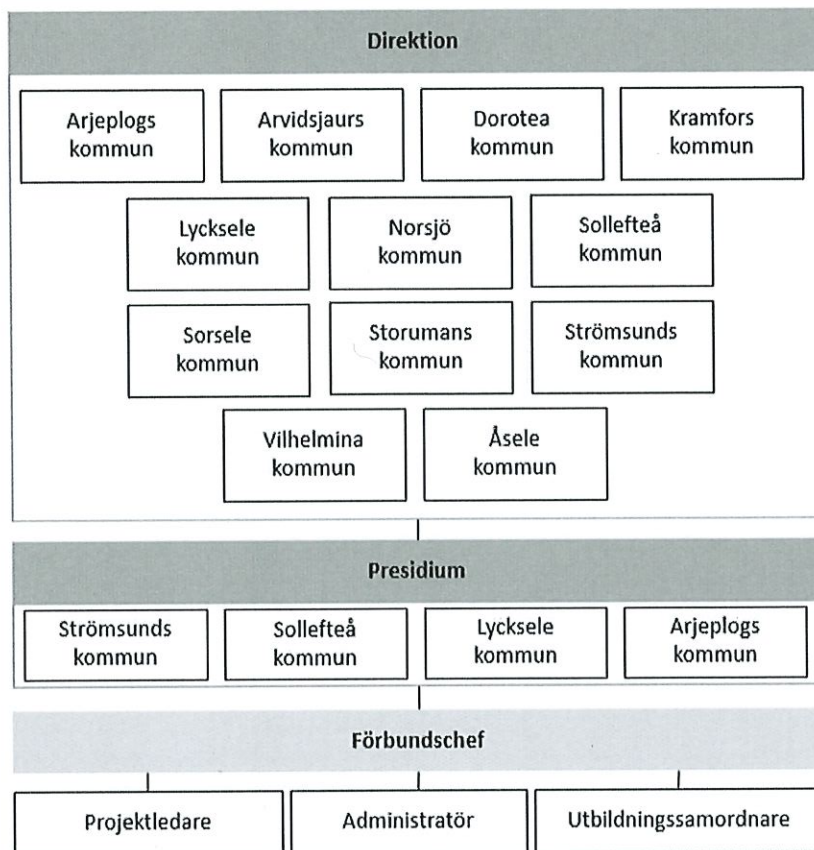 Direktion
Arjeplogs
kommun
Arvidsjaurs
kommun
Dorotea
kommun
Kramfors
kommun
Lycksele
kommun
Norsjö
kommun
Sollefteå
kommun
Sorsele
kommun
Storumans
kommun
Strömsunds
kommun
Vilhelmina
kommun
Åsele
kommun
Presidium
Strömsunds
kommun
Sollefteå
kommun
Lycksele
kommun
Arjeplogs
kommun
Förbundschef
Projektledare
Administratör
Utbildningssamordnare